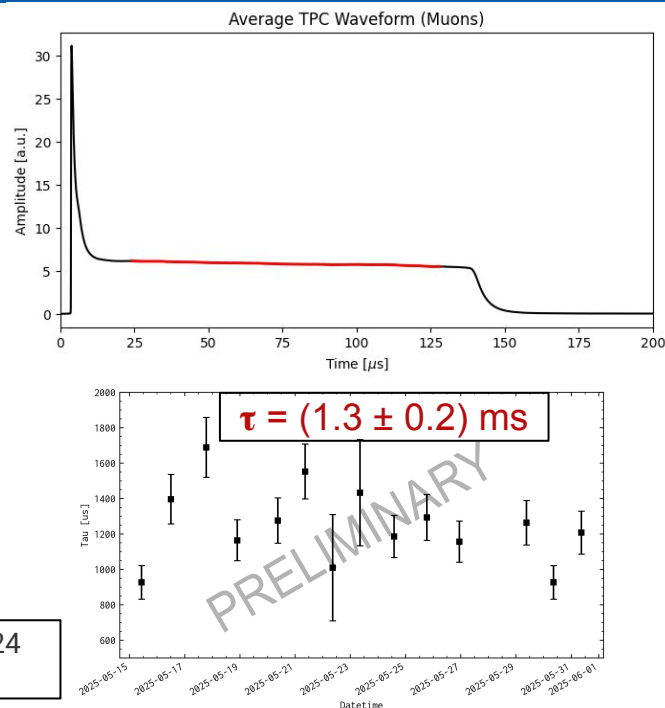 Average TPC Waveform (Muons)
30
25
20
15
10
5
0
Amplitude [a.u.]
0 25 50 75 100 125 150 175 200
Time [μs]
τ = (1.3 ± 0.2) ms
2000
1800
1600
1400
1200
1000
800
600
Tau [us]
PRELIMINARY
24
2025-05-15 2025-05-17 2025-05-19 2025-05-21 2025-05-23 2025-05-25 2025-05-27 2025-05-29 2025-05-31 2025-06-01
Datetime